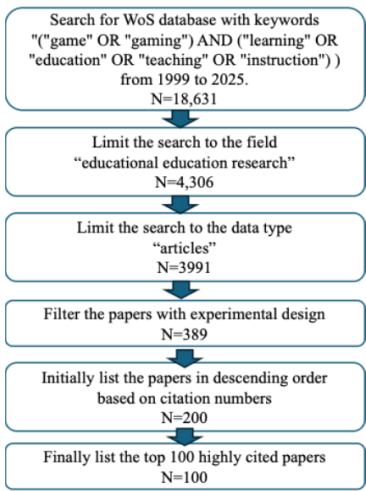 Search for WoS database with keywords
"("game" OR "gaming") AND ("learning" OR
"education" OR "teaching" OR "instruction") )
from 1999 to 2025.
N=18,631
Limit the search to the field
“educational education research”
N=4,306
Limit the search to the data type
“articles”
N=3991
Filter the papers with experimental design
N=389
Initially list the papers in descending order
based on citation numbers
N=200
Finally list the top 100 highly cited papers
N=100